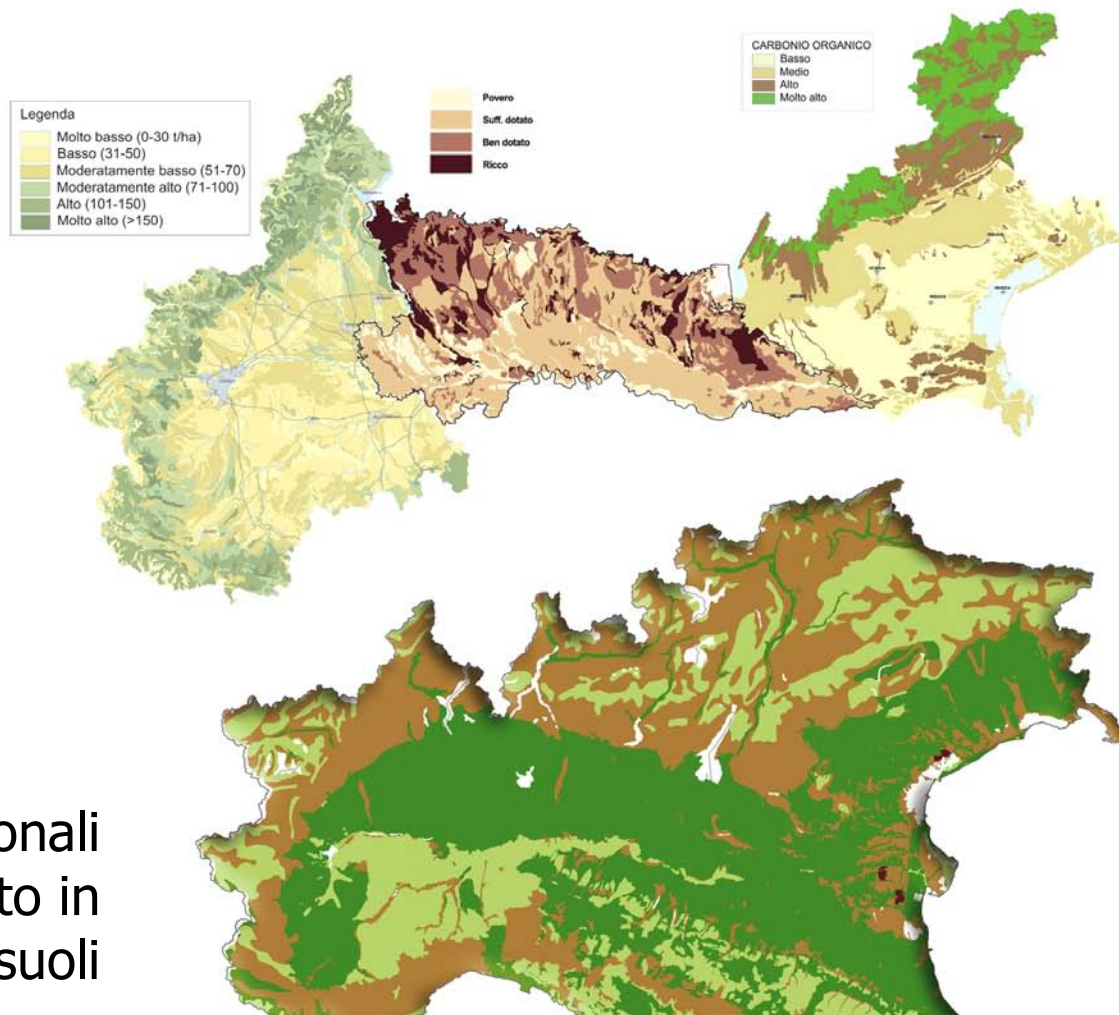 Legenda
Molto basso (0-30 t/ha)
Basso (31-50)
Moderatamente basso (51-70)
Moderatamente alto (71-100)
Alto (101-150)
Molto alto (>150)
Povero
Suff. dotato
Ben dotato
Ricco
CARBONIO ORGANICO
Basso
Medio
Alto
Molto alto
onali
to in
suoli